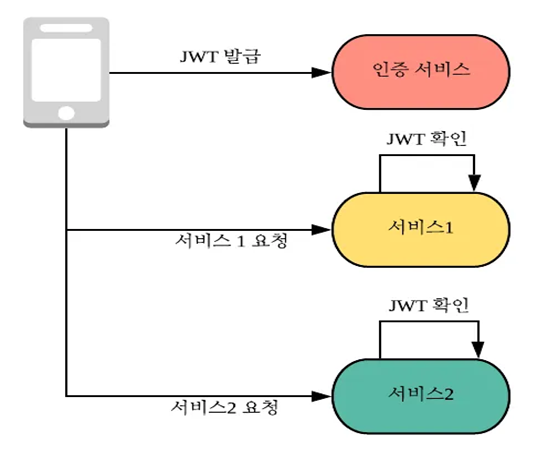 JWT 발급
인증 서비스
JWT 확인
서비스1
서비스 1 요청
JWT 확인
서비스2
서비스2 요청